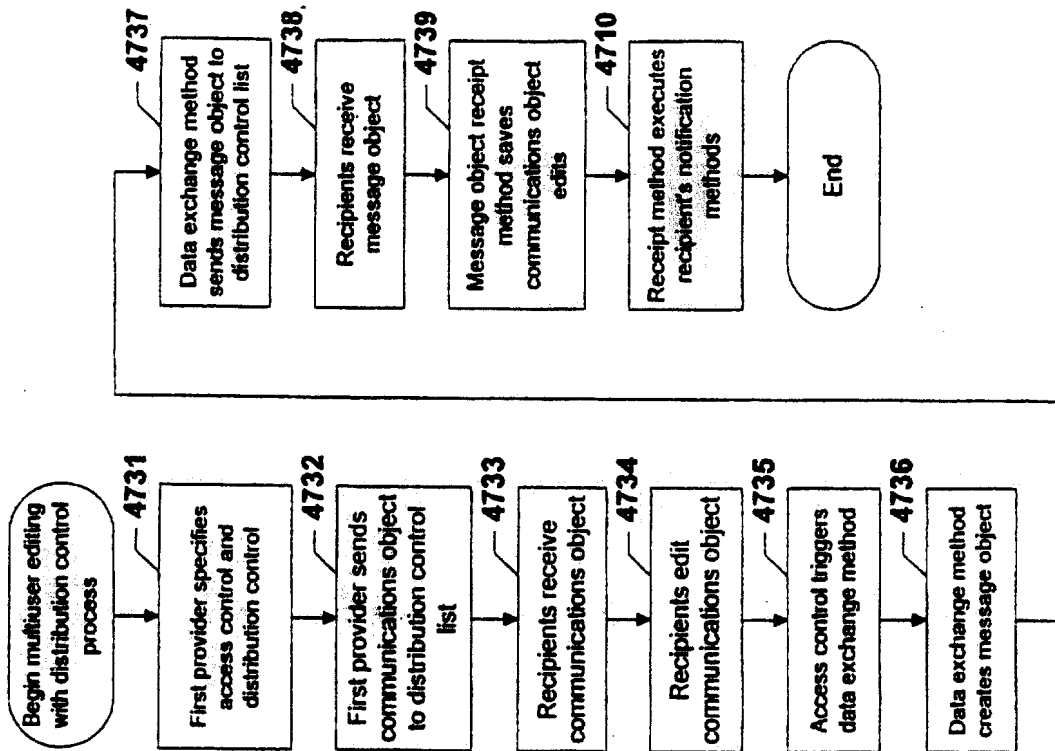 Begin multiuser editing
with distribution control
process
4731
First provider specifies
access control and
distribution control
4732
First provider sends
communications object
to distribution control
list
4733
Recipients receive
communications object
4734
Recipients edit
communications object
4735
Access control triggers
data exchange method
4736
Data exchange method
creates message object
4737
Data exchange method
sends message object to
distribution control list
4738.
Recipients receive
message object
4739
Message object receipt
method saves
communications object
edits
4710
Receipt method executes
recipient's notification
methods
End